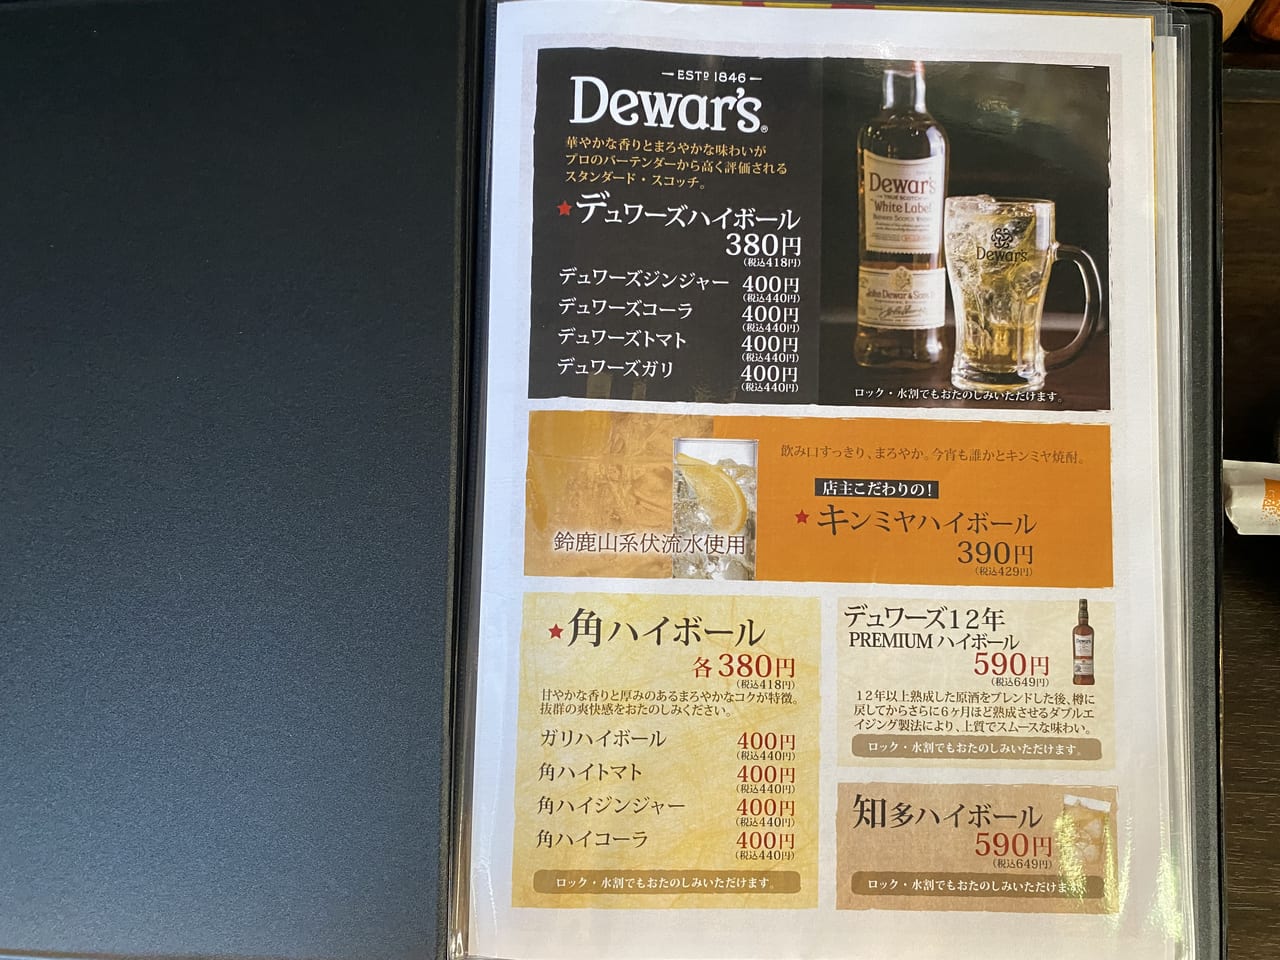 ESTD 1846
Dewar's®
華やかな香りとまろやかな味わいが
プロのバーテンダーから高く評価される
スタンダード・スコッチ。
★デュワーズハイボール
380円
(税込418円)
デュワーズジンジャー 400円
(税込440円)
デュワーズコーラ 400円
(税込440円)
デュワーズトマト 400円
(税込440円)
デュワーズガリ 400円
(税込440円)
Dewar's
TRUE SCOTCH
White Label
BLENDED SCOTCH WHISKY
John Dewar & Sons
Dewar's
ロック・水割でもおたのしみいただけます。
飲み口すっきり、まろやか。今宵も誰かとキンミヤ焼酎。
店主こだわりの!
★キンミヤハイボール
390円
(税込429円)
鈴鹿山系伏流水使用
★角ハイボール
各380円
(税込418円)
甘やかな香りと厚みのあるまろやかなコクが特徴。
抜群の爽快感をおたのしみください。
ガリハイボール 400円
(税込440円)
角ハイトマト 400円
(税込440円)
角ハイジンジャー 400円
(税込440円)
角ハイコーラ 400円
(税込440円)
ロック・水割でもおたのしみいただけます。
デュワーズ12年
PREMIUM ハイボール
590円
(税込649円)
Dewar's
12年以上熟成した原酒をブレンドした後、樽に
戻してからさらに6ヶ月ほど熟成させるダブルエ
イジング製法により、上質でスムースな味わい。
ロック・水割でもおたのしみいただけます。
知多ハイボール
590円
(税込649円)
ロック・水割でもおたのしみいただけます。